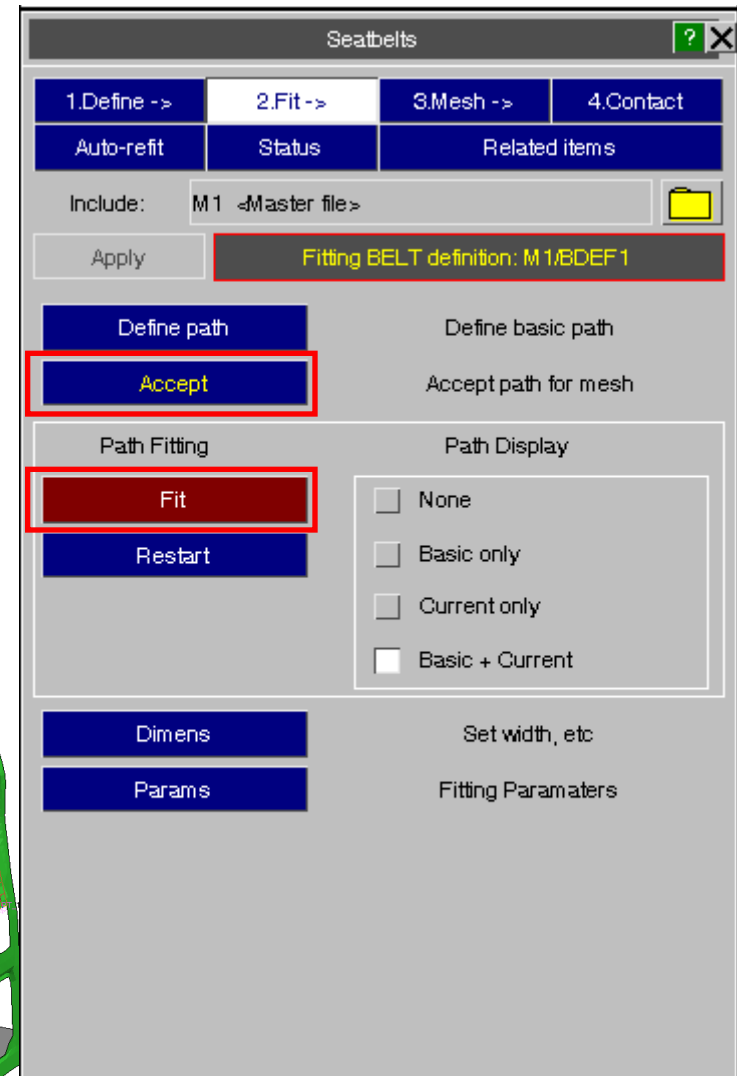 Seatbelts ? X
1.Define -> 2.Fit -> 3.Mesh -> 4.Contact
Auto-refit Status Related items
Include: M1 <Master file>
Apply Fitting BELT definition: M1/BDEF1
Define path Define basic path
Accept Accept path for mesh
Path Fitting Path Display
Fit None
Restart Basic only
Current only
Basic + Current
Dimens Set width, etc
Params Fitting Paramaters